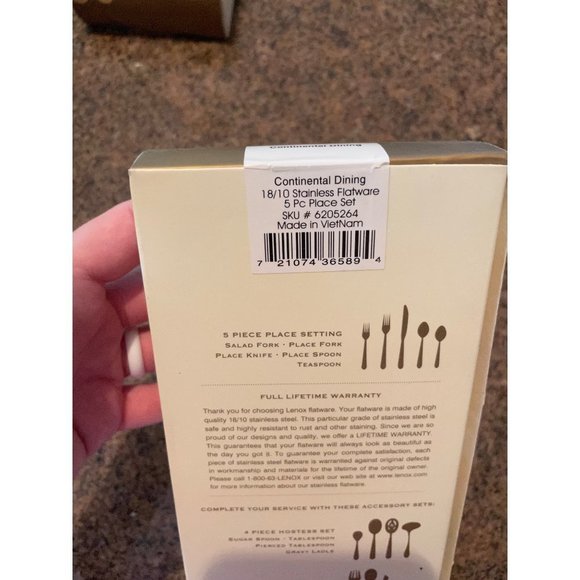 Continental Dining
Continental Dining
18/10 Stainless Flatware
5 Pc Place Set
SKU # 6205264
Made in VietNam
7 21074 36589 4
5 PIECE PLACE SETTING
SALAD FORK · PLACE FORK
PLACE KNIFE · PLACE SPOON
TEASPOON
FULL LIFETIME WARRANTY
Thank you for choosing Lenox flatware. Your flatware is made of high
quality 18/10 stainless steel. This particular grade of stainless steel is
safe and highly resistant to rust and other staining. Since we are so
proud of our designs and quality, we offer a LIFETIME WARRANTY.
This guarantees that your flatware will always look as beautiful as
the day you got it. To guarantee your complete satisfaction, each
piece of stainless steel flatware is warranted against original defects
in workmanship and materials for the lifetime of the original owner.
Please call 1-800-63-LENOX or visit our web site at www.lenox.com
for more information about our stainless flatware.
COMPLETE YOUR SERVICE WITH THESE ACCESSORY SETS:
4 PIECE HOSTESS SET
SUGAR SPOON · TABLESPOON
PIERCED TABLESPOON
GRAVY LADLE